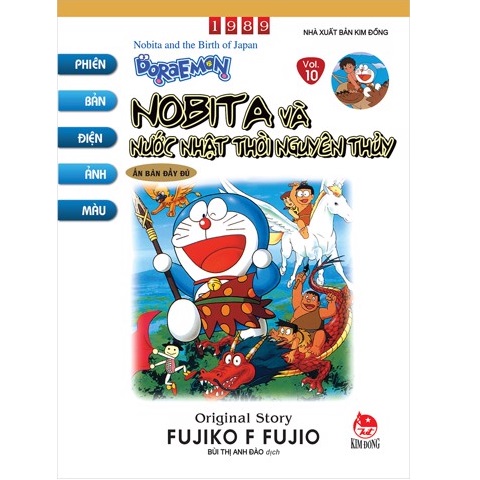 1989
NHÀ XUẤT BẢN KIM ĐỒNG
Nobita and the Birth of Japan
DORAEMON
Vol.
10
PHIÊN
BẢN
ĐIỆN
ẢNH
MÀU
NOBITA VÀ
NƯỚC NHẬT THỜI NGUYÊN THỦY
ẤN BẢN ĐẦY ĐỦ
Original Story
FUJIKO F FUJIO
BÙI THỊ ANH ĐÀO dịch
KIM ĐỒNG